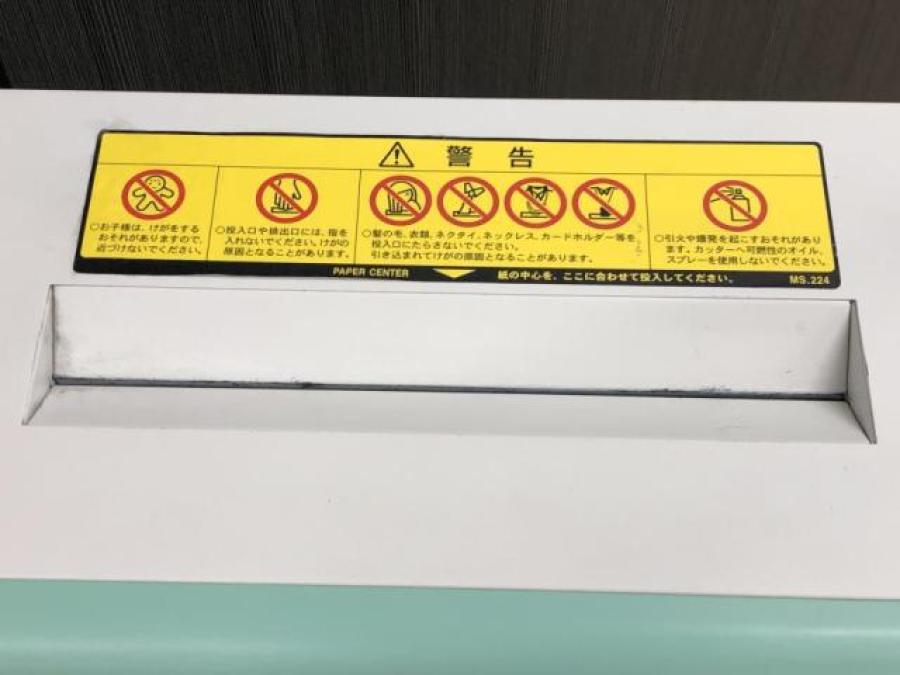 警告
○お子様は、けがをする
おそれがありますので、
近づけないでください。
○投入口や排出口には、指を
入れないでください。けがの
原因となることがあります。
○髪の毛、衣類、ネクタイ、ネックレス、カードホルダー等を
投入口にたらさないでください。
引き込まれてけがの原因となることがあります。
○引火や爆発を起こすおそれがあり
ます。カッターへ可燃性のオイル、
スプレーを使用しないでください。
PAPER CENTER 紙の中心を、ここに合わせて投入してください。 MS.224